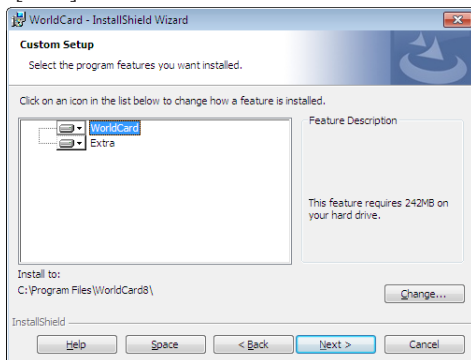 WorldCard - InstallShield Wizard
Custom Setup
Select the program features you want installed.
Click on an icon in the list below to change how a feature is installed.
WorldCard
Extra
Feature Description
This feature requires 242MB on
your hard drive.
Install to:
C:\Program Files\WorldCard8\
Change...
InstallShield
Help Space < Back Next > Cancel